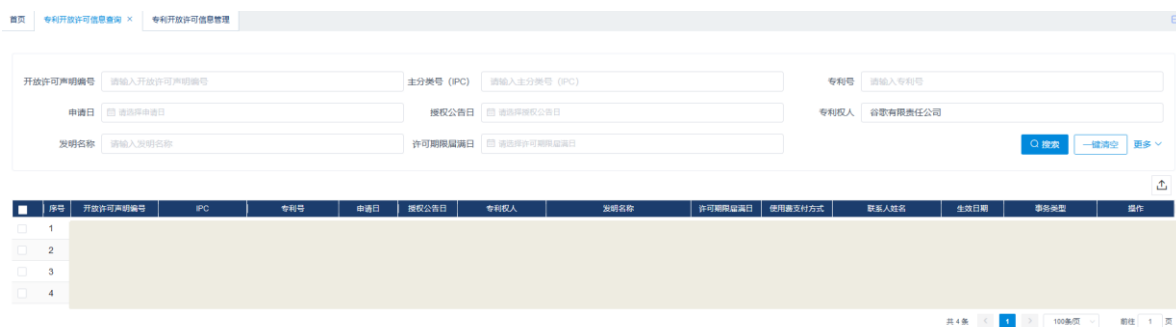 首页 专利开放许可信息查询 × 专利开放许可信息管理
开放许可声明编号 请输入开放许可声明编号 主分类号 (IPC) 请输入主分类号 (IPC) 专利号 请输入专利号
申请日 请选择申请日 授权公告日 请选择授权公告日 专利权人 谷歌有限责任公司
发明名称 请输入发明名称 许可期限届满日 请选择许可期限届满日 搜索 一键清空 更多
序号 开放许可声明编号 IPC 专利号 申请日 授权公告日 专利权人 发明名称 许可期限届满日 使用费支付方式 联系人姓名 生效日期 事务类型 操作
1
2
3
4
共 4 条 < 1 > 100条/页 前往 1 页